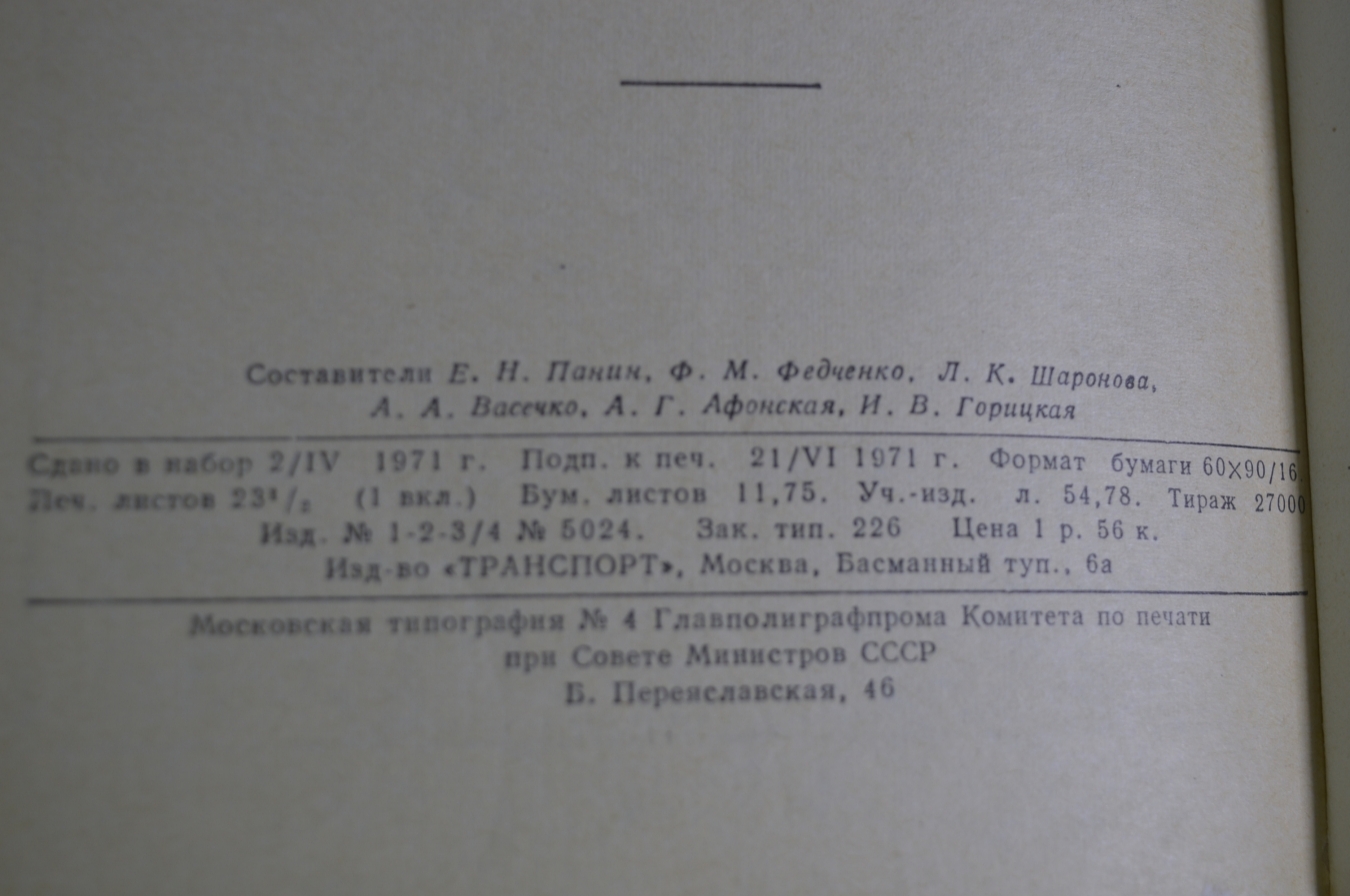 Составители Е. Н. Панин, Ф. М. Федченко, Л. К. Шаронова,
А. А. Васечко, А. Г. Афонская, И. В. Горицкая
Сдано в набор 2/IV 1971 г. Подп. к печ. 21/VI 1971 г. Формат бумаги 60×90/16.
Печ. листов 23¹/₂ (1 вкл.) Бум. листов 11,75. Уч.-изд. л. 54,78. Тираж 27000
Изд. № 1-2-3/4 № 5024. Зак. тип. 226 Цена 1 р. 56 к.
Изд-во «ТРАНСПОРТ», Москва, Басманный туп., 6а
Московская типография № 4 Главполиграфпрома Комитета по печати
при Совете Министров СССР
Б. Переяславская, 46